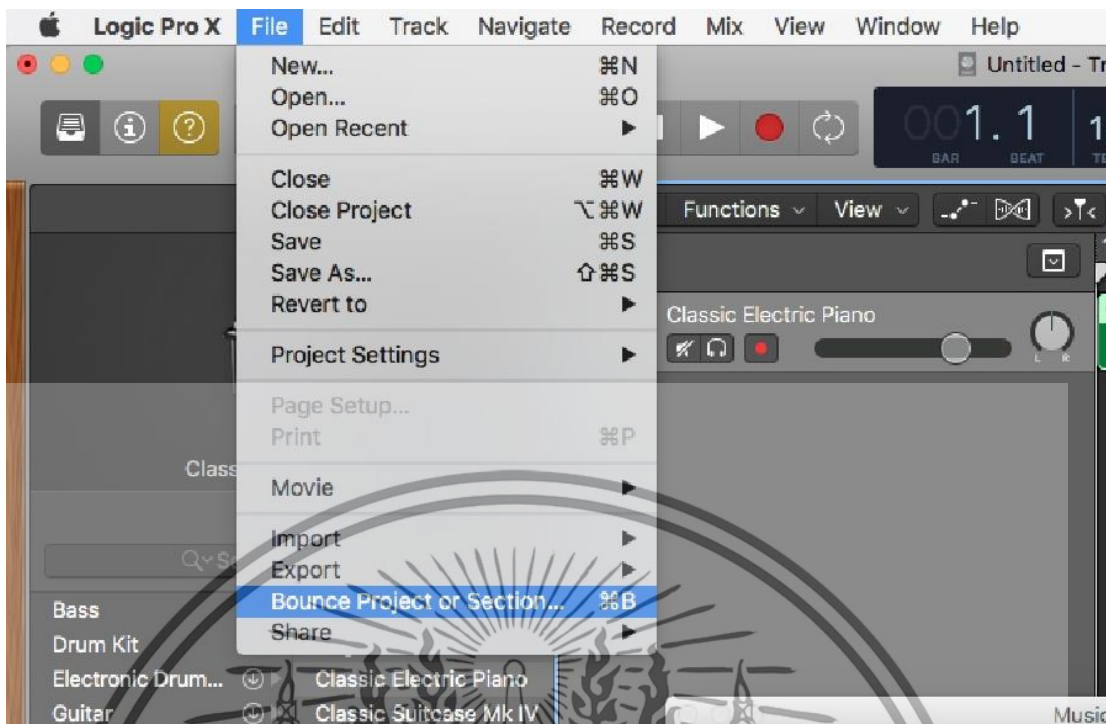 Logic Pro X File Edit Track Navigate Record Mix View Window Help
Untitled - Tr
New... ⌘N
Open... ⌘O
Open Recent
Close ⌘W
Close Project ⌥⌘W
Save ⌘S
Save As... ⇧⌘S
Revert to
Project Settings
Page Setup...
Print ⌘P
Movie
Import
Export
Bounce Project or Section... ⌘B
Share
001. 1 1
BAR BEAT
Functions View
Classic Electric Piano
L R
Bass
Drum Kit
Electronic Drum...
Guitar
Classic Electric Piano
Classic Suitcase Mk IV